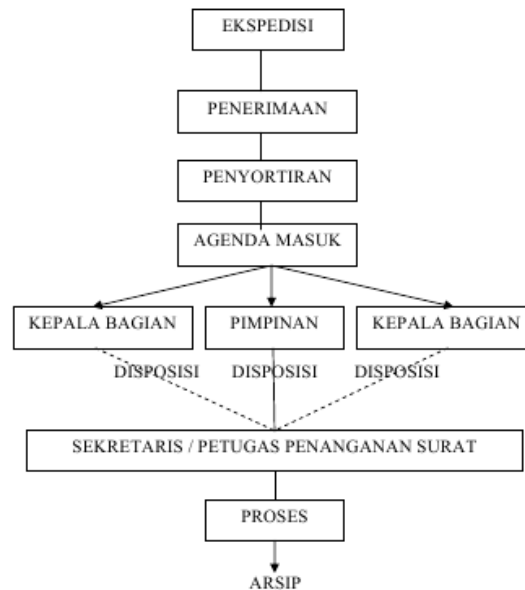 EKSPEDISI
PENERIMAAN
PENYORTIRAN
AGENDA MASUK
KEPALA BAGIAN
PIMPINAN
KEPALA BAGIAN
DISPOSISI
DISPOSISI
DISPOSISI
SEKRETARIS / PETUGAS PENANGANAN SURAT
PROSES
ARSIP